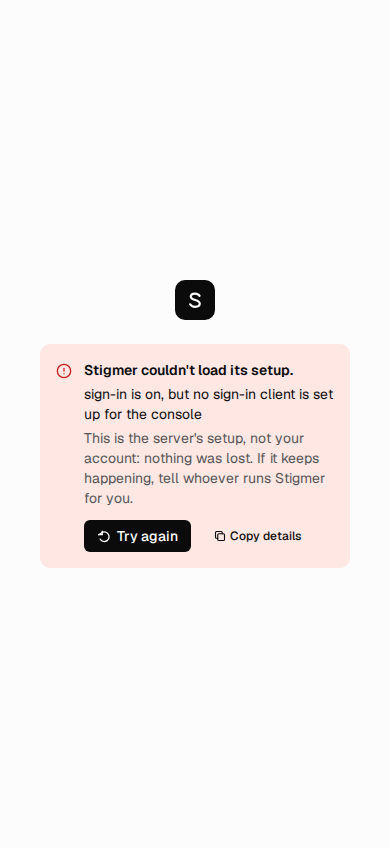 S
Stigmer couldn't load its setup.
sign-in is on, but no sign-in client is set
up for the console
This is the server's setup, not your
account: nothing was lost. If it keeps
happening, tell whoever runs Stigmer
for you.
Try again
Copy details